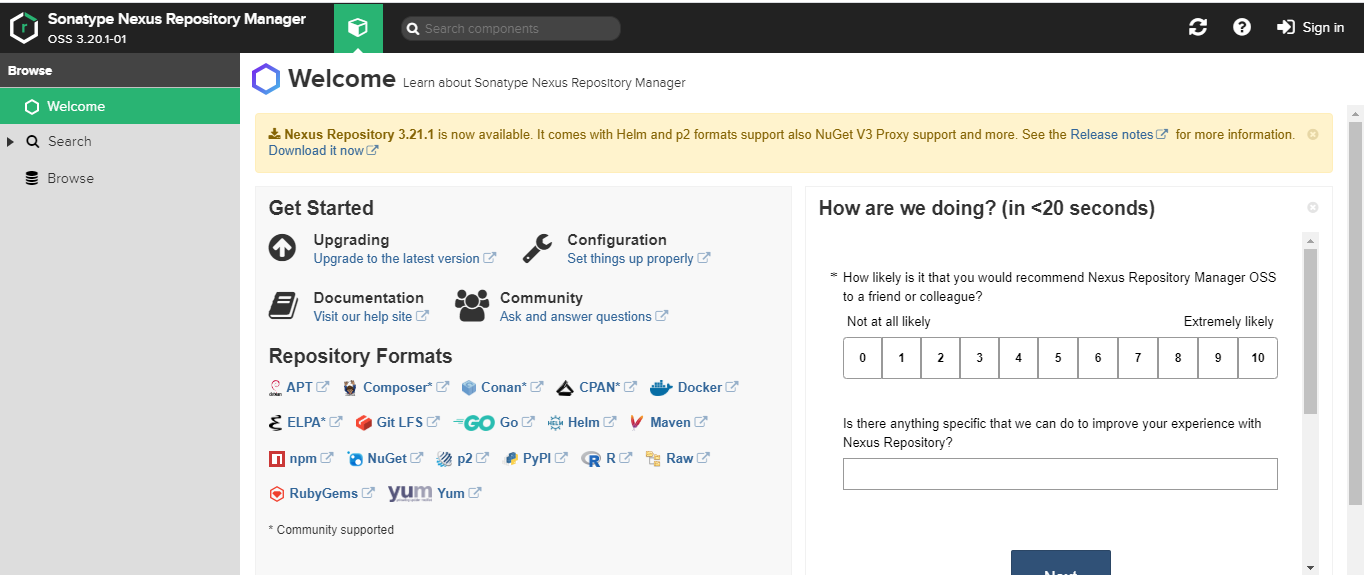 Sonatype Nexus Repository Manager
OSS 3.20.1-01
Search components
Sign in
Browse
Welcome
Search
Browse
Welcome Learn about Sonatype Nexus Repository Manager
Nexus Repository 3.21.1 is now available. It comes with Helm and p2 formats support also NuGet V3 Proxy support and more. See the Release notes for more information.
Download it now
Get Started
Upgrading
Upgrade to the latest version
Configuration
Set things up properly
Documentation
Visit our help site
Community
Ask and answer questions
Repository Formats
APT Composer* Conan* CPAN* Docker
ELPA* Git LFS GO Go HELM Helm Maven
npm NuGet p2 PyPI R R Raw
RubyGems yum Yum
* Community supported
How are we doing? (in <20 seconds)
* How likely is it that you would recommend Nexus Repository Manager OSS
to a friend or colleague?
Not at all likely Extremely likely
0 1 2 3 4 5 6 7 8 9 10
Is there anything specific that we can do to improve your experience with
Nexus Repository?
Next